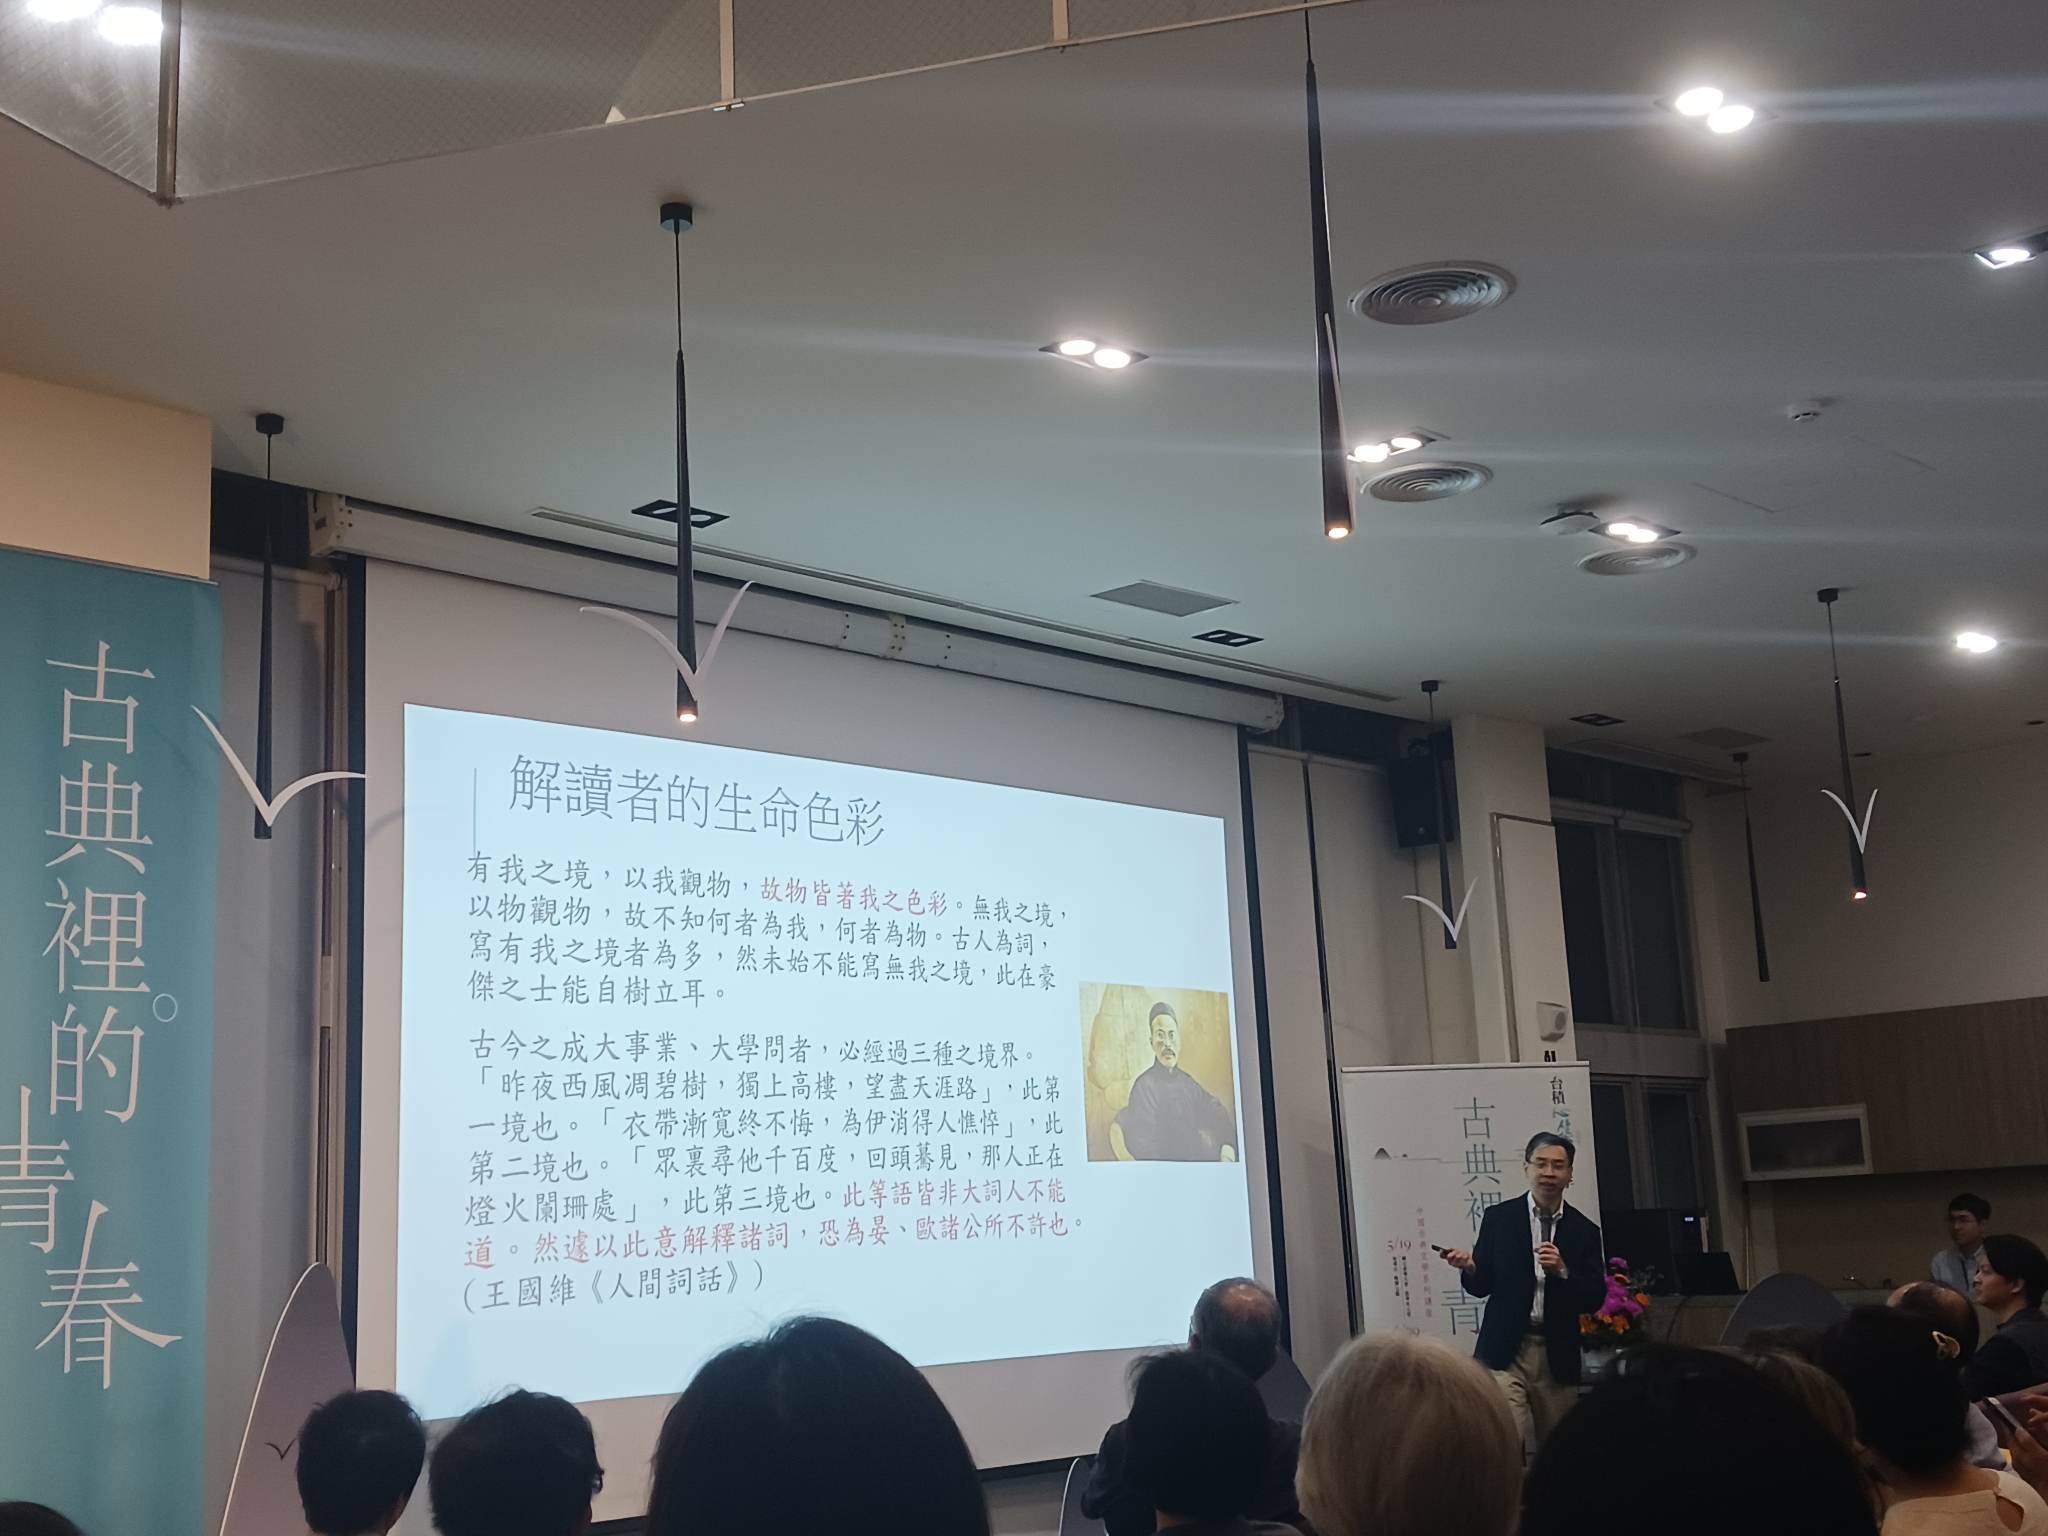 古典裡的。青春
解讀者的生命色彩
有我之境，以我觀物，故物皆著我之色彩。無我之境，
以物觀物，故不知何者為我，何者為物。古人為詞，
寫有我之境者為多，然未始不能寫無我之境，此在豪
傑之士能自樹立耳。
古今之成大事業、大學問者，必經過三種之境界。
「昨夜西風凋碧樹，獨上高樓，望盡天涯路」，此第
一境也。「衣帶漸寬終不悔，為伊消得人憔悴」，此
第二境也。「眾裏尋他千百度，回頭驀見，那人正在
燈火闌珊處」，此第三境也。此等語皆非大詞人不能
道。然遽以此意解釋諸詞，恐為晏、歐諸公所不許也。
(王國維《人間詞話》)
台積
古典裡
青
中國古典文學系列講座
5/19